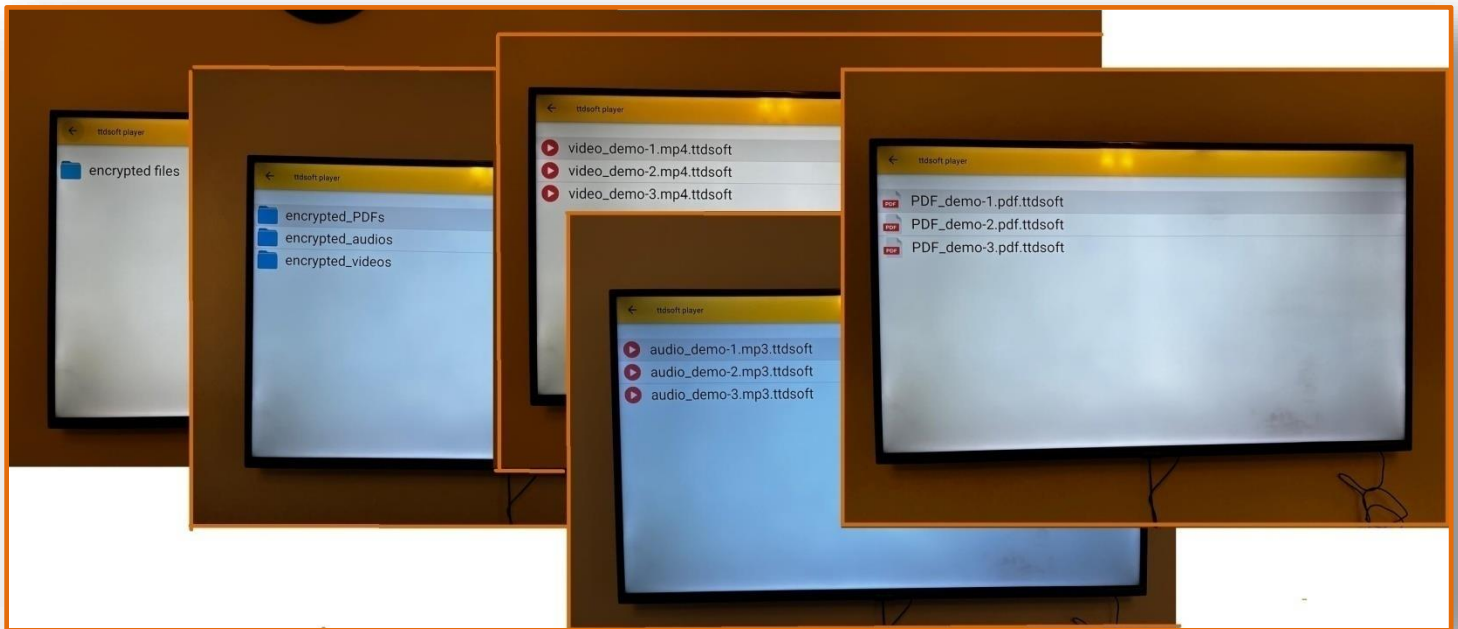 ttdsoft player
encrypted files
ttdsoft player
encrypted_PDFs
encrypted_audios
encrypted_videos
ttdsoft player
video_demo-1.mp4.ttdsoft
video_demo-2.mp4.ttdsoft
video_demo-3.mp4.ttdsoft
ttdsoft player
audio_demo-1.mp3.ttdsoft
audio_demo-2.mp3.ttdsoft
audio_demo-3.mp3.ttdsoft
ttdsoft player
PDF_demo-1.pdf.ttdsoft
PDF_demo-2.pdf.ttdsoft
PDF_demo-3.pdf.ttdsoft
PDF
PDF
PDF